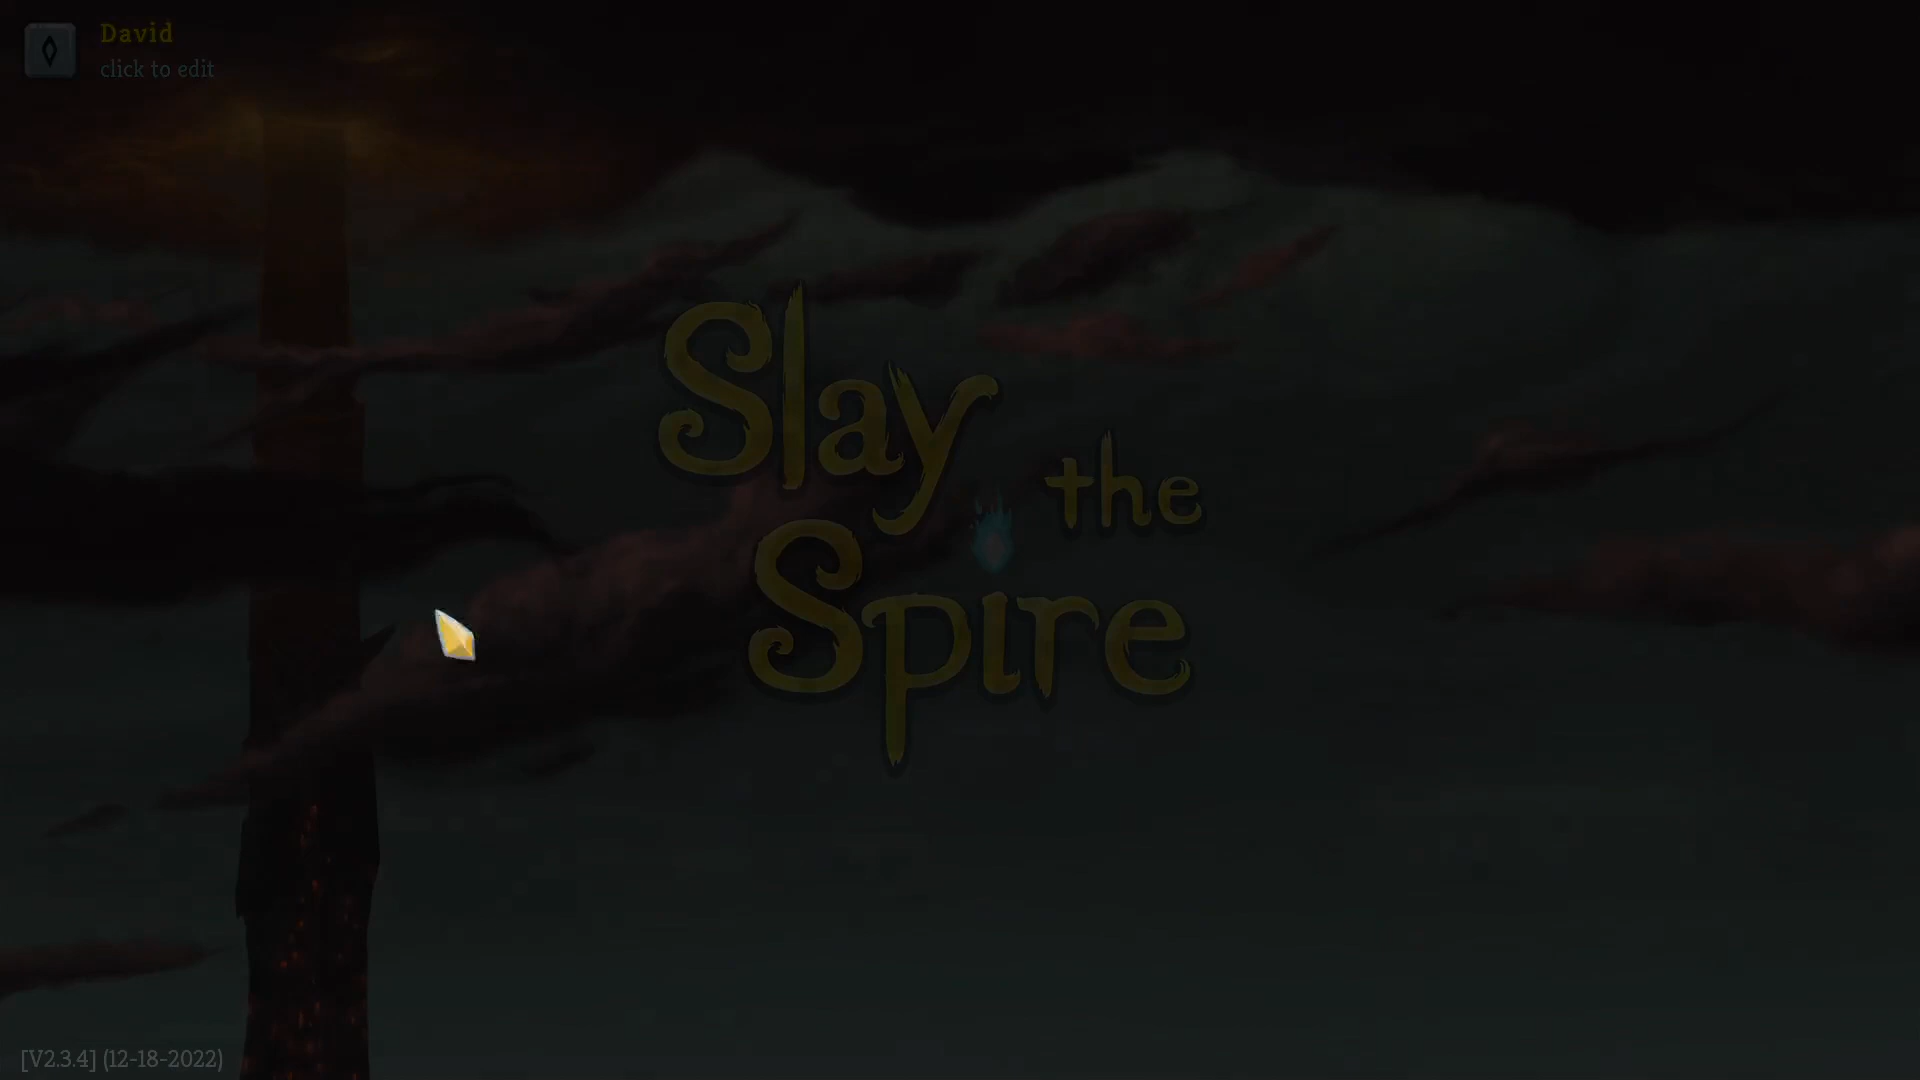 David
click to edit
Slay
the
Spire
[V2.3.4] (12-18-2022)